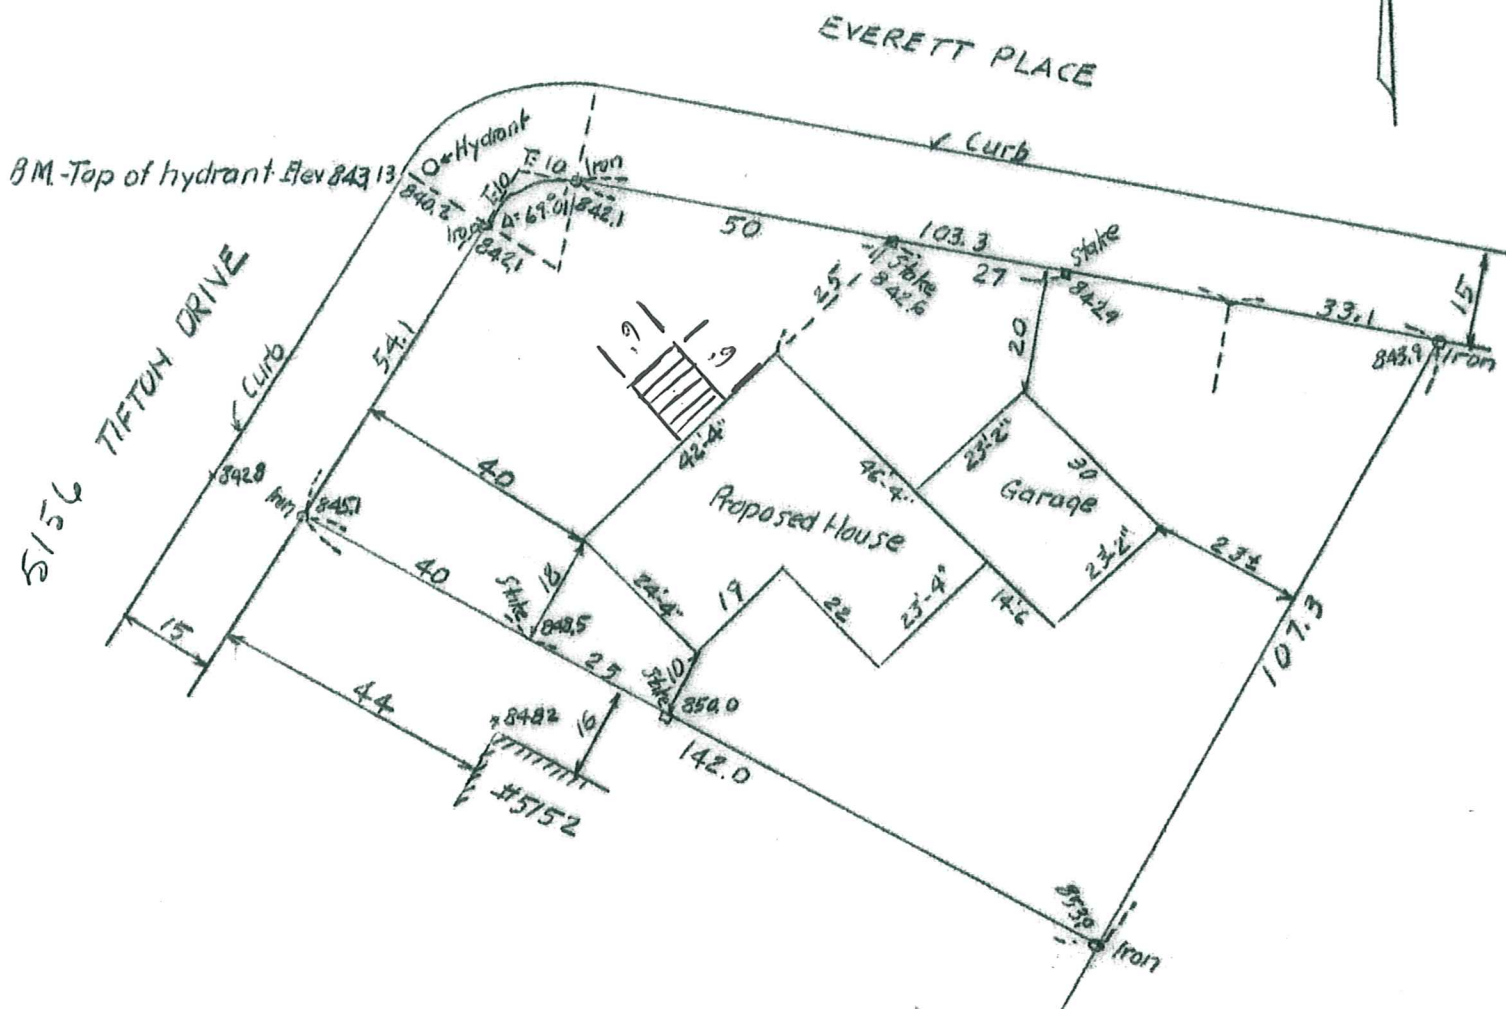 EVERETT PLACE
Curb
Hydrant
BM.-Top of hydrant. Elev 843.13
840.2
T=10
T=10
Iron
Δ=69°01'
842.1
Iron
842.1
50
103.3
Stake
842.6
27
Stake
842.9
33.1
15
843.9
Iron
25'
20
6'
6'
TIFTON DRIVE
Curb
54.1
5156
Iron
845.1
40
42'-4"
46'-4"
23'-2"
30
Garage
Proposed House
23'-2"
23±
107.3
40
Stake
848.5
18
24'-4"
19
22
23'-4"
14'-6
15
44
25
10
Stake
850.0
848.2
16
#5152
142.0
853.0
Iron